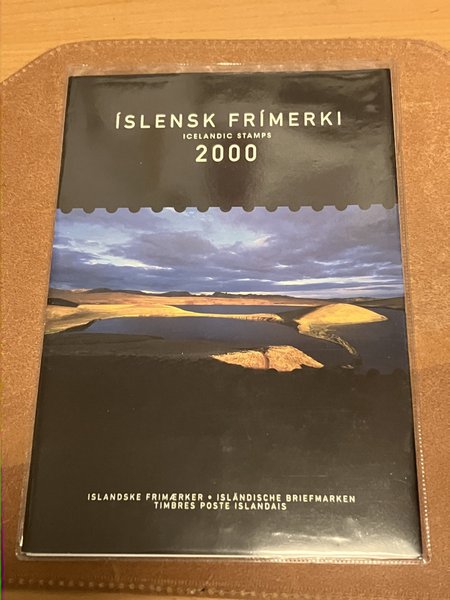 ÍSLENSK FRÍMERKI
ICELANDIC STAMPS
2000
ISLANDSKE FRIMÆRKER • ISLÄNDISCHE BRIEFMARKEN
TIMBRES POSTE ISLANDAIS